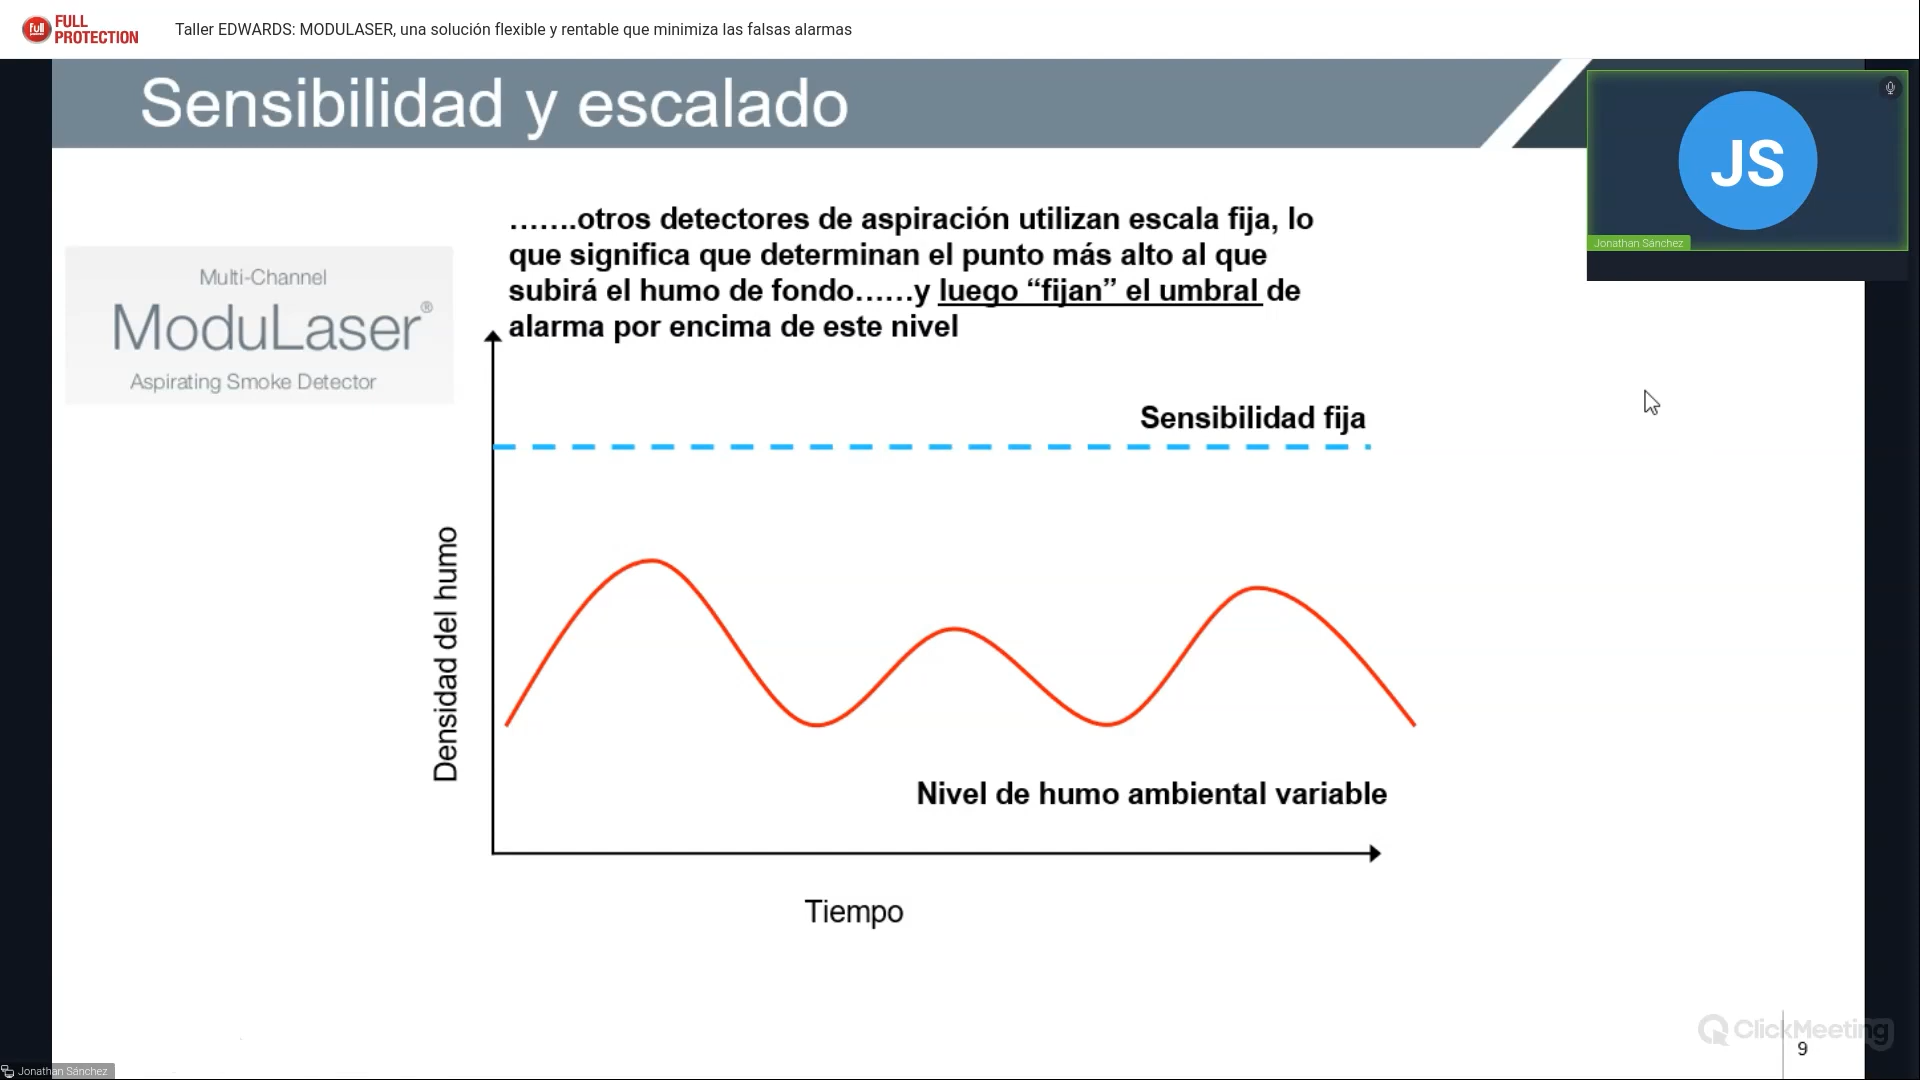 full
FULL
PROTECTION
Taller EDWARDS: MODULASER, una solución flexible y rentable que minimiza las falsas alarmas
Sensibilidad y escalado
JS
Jonathan Sánchez
…….otros detectores de aspiración utilizan escala fija, lo
que significa que determinan el punto más alto al que
subirá el humo de fondo……y luego “fijan” el umbral de
alarma por encima de este nivel
Multi-Channel
ModuLaser®
Aspirating Smoke Detector
Sensibilidad fija
Densidad del humo
Nivel de humo ambiental variable
Tiempo
ClickMeeting
9
Jonathan Sánchez